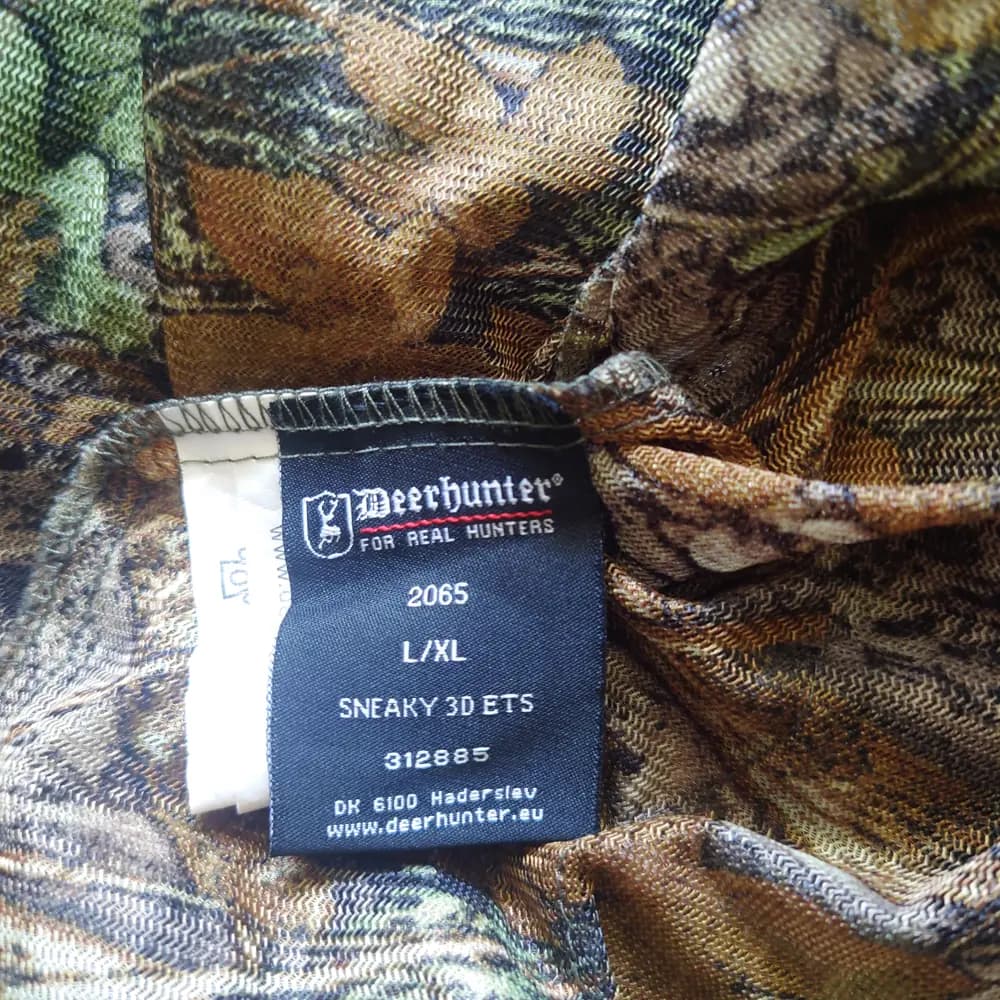 Deerhunter®
FOR REAL HUNTERS
2065
L/XL
SNEAKY 3D ETS
312885
DK 6100 Haderslev
www.deerhunter.eu